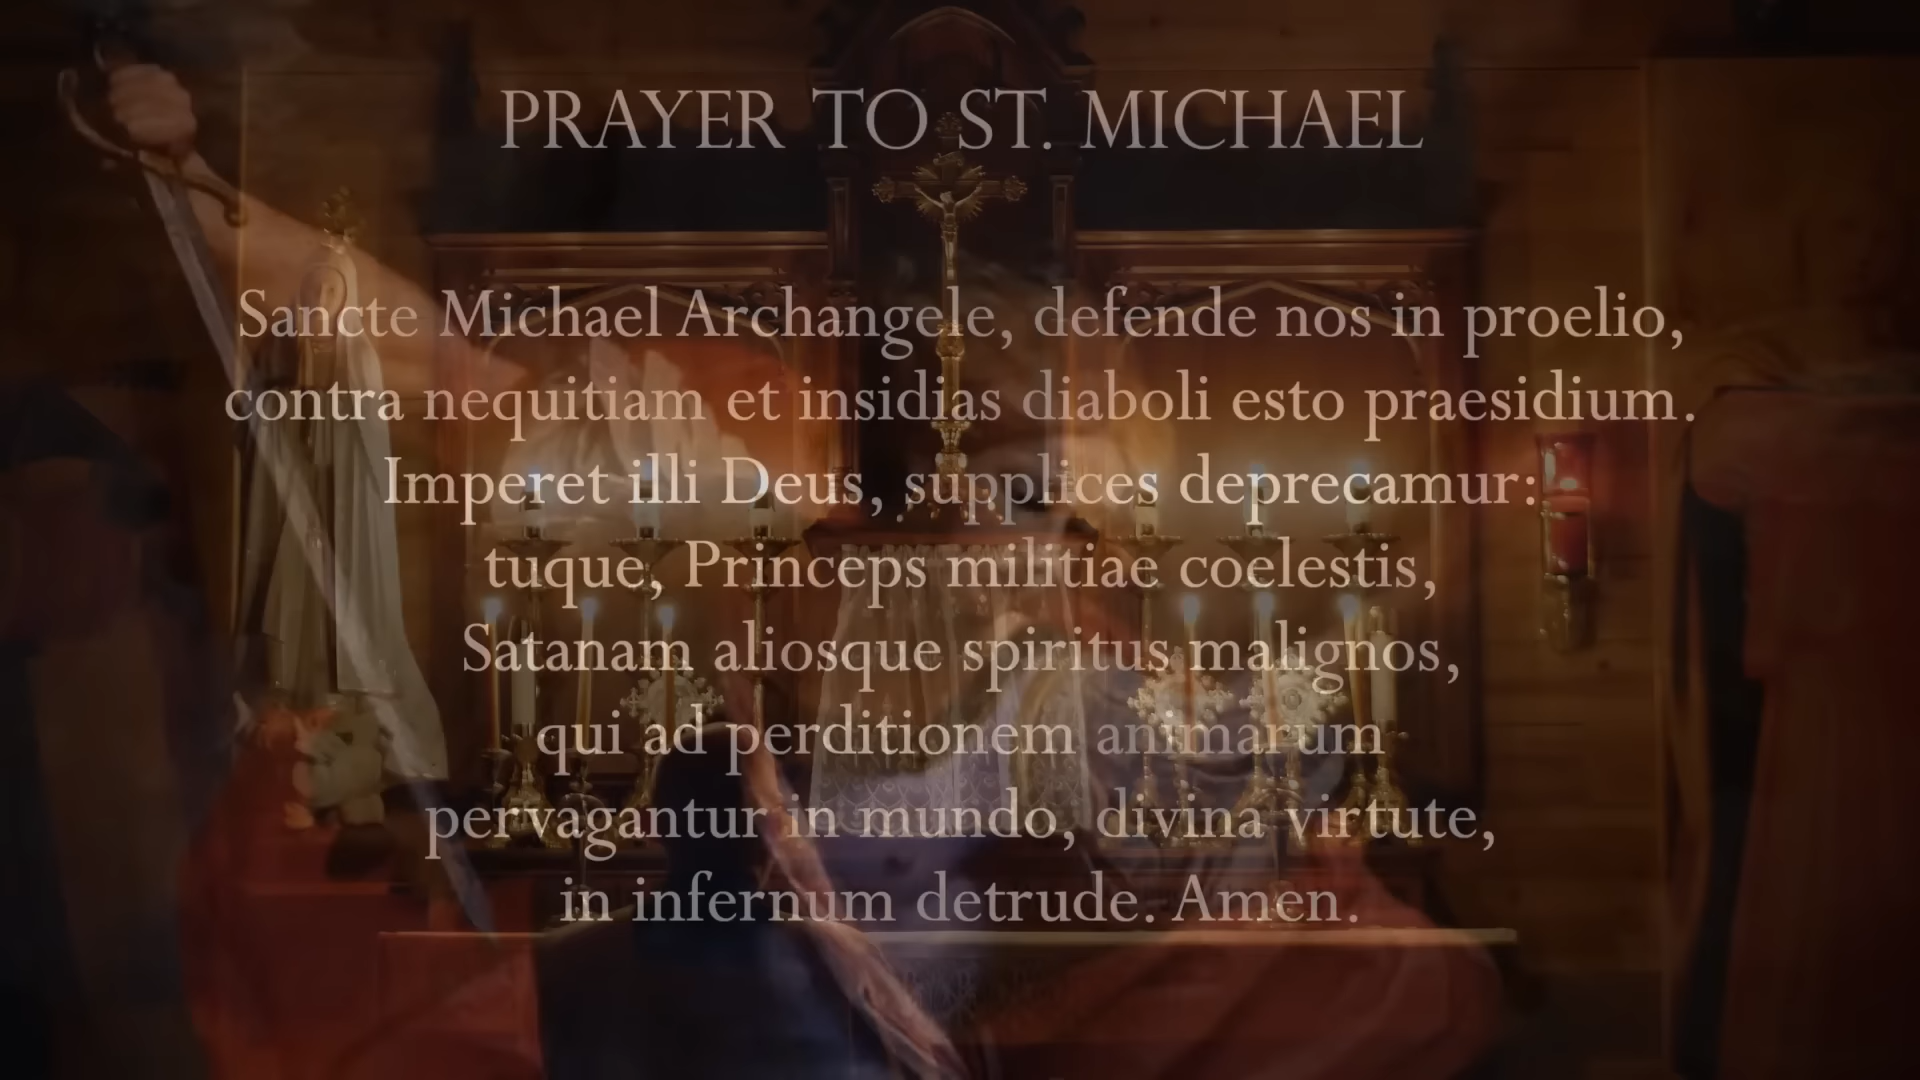 PRAYER TO ST. MICHAEL
Sancte Michael Archangele, defende nos in proelio,
contra nequitiam et insidias diaboli esto praesidium.
Imperet illi Deus, supplices deprecamur:
tuque, Princeps militiae coelestis,
Satanam aliosque spiritus malignos,
qui ad perditionem animarum
pervagantur in mundo, divina virtute,
in infernum detrude. Amen.